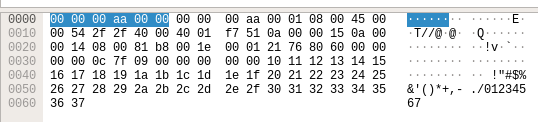 0000 00 00 00 aa 00 00 00 00 00 aa 00 01 08 00 45 00 ······ ·· ······E·
0010 00 54 2f 2f 40 00 40 01 f7 51 0a 00 00 15 0a 00 ·T//@·@· ·Q······
0020 00 14 08 00 81 b8 00 1e 00 01 21 76 80 60 00 00 ········ ··!v·`··
0030 00 00 0c 7f 09 00 00 00 00 00 10 11 12 13 14 15 ········ ········
0040 16 17 18 19 1a 1b 1c 1d 1e 1f 20 21 22 23 24 25 ········ ·· !"#$%
0050 26 27 28 29 2a 2b 2c 2d 2e 2f 30 31 32 33 34 35 &'()*+,- ./012345
0060 36 37 67